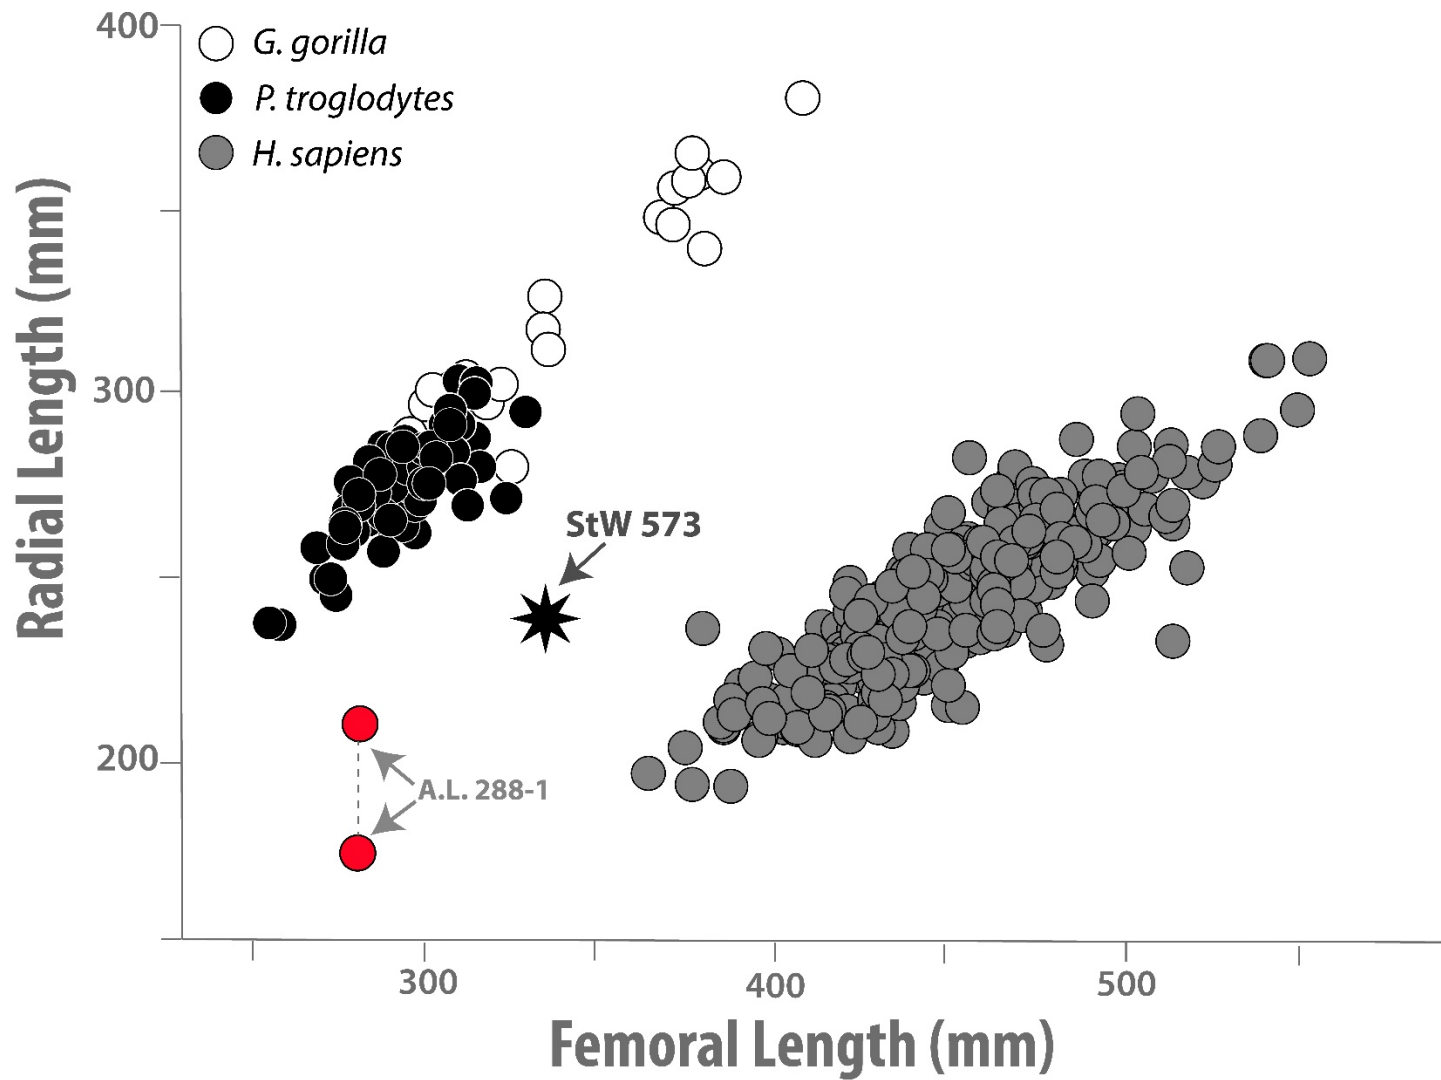 400
G. gorilla
P. troglodytes
H. sapiens
Radial Length (mm)
300
StW 573
200
A.L. 288-1
300
400
500
Femoral Length (mm)